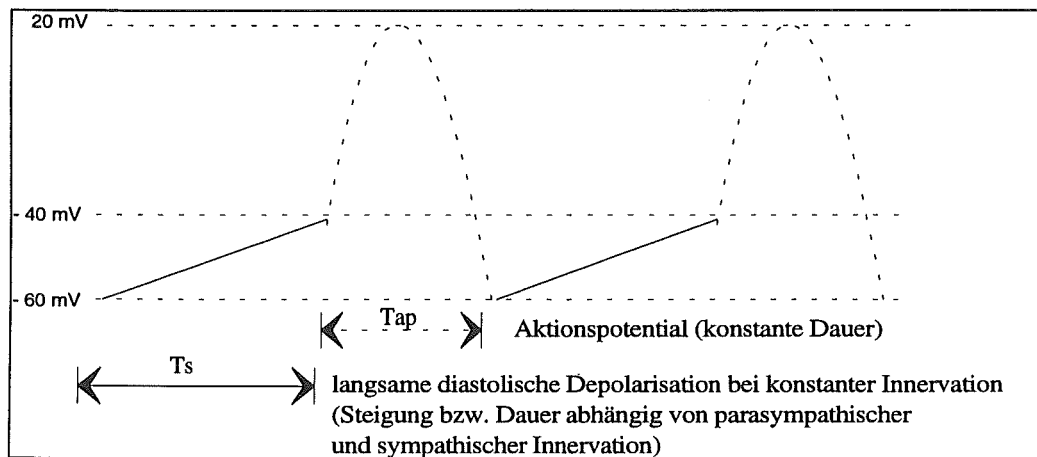 20 mV
- 40 mV
- 60 mV
Tap
Aktionspotential (konstante Dauer)
Ts
langsame diastolische Depolarisation bei konstanter Innervation
(Steigung bzw. Dauer abhängig von parasympathischer
und sympathischer Innervation)